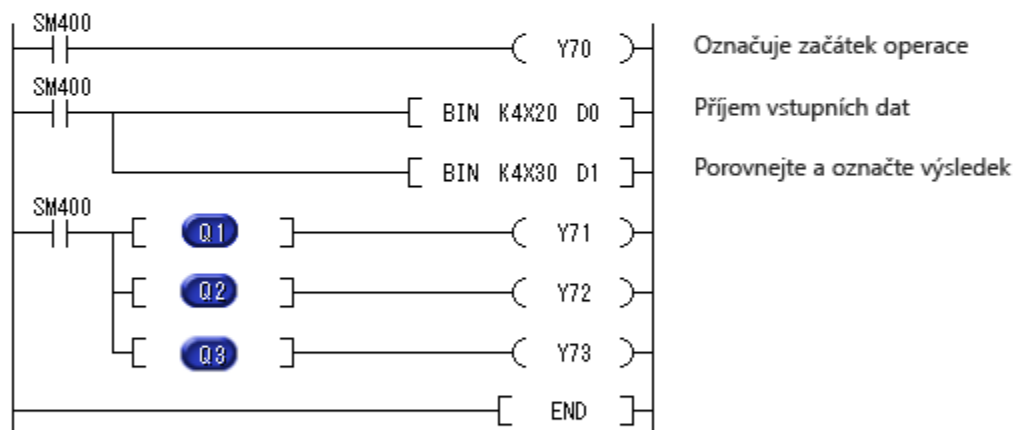 SM400
Y70 Označuje začátek operace
SM400
BIN K4X20 D0 Příjem vstupních dat
BIN K4X30 D1 Porovnejte a označte výsledek
SM400
Q1 Y71
Q2 Y72
Q3 Y73
END